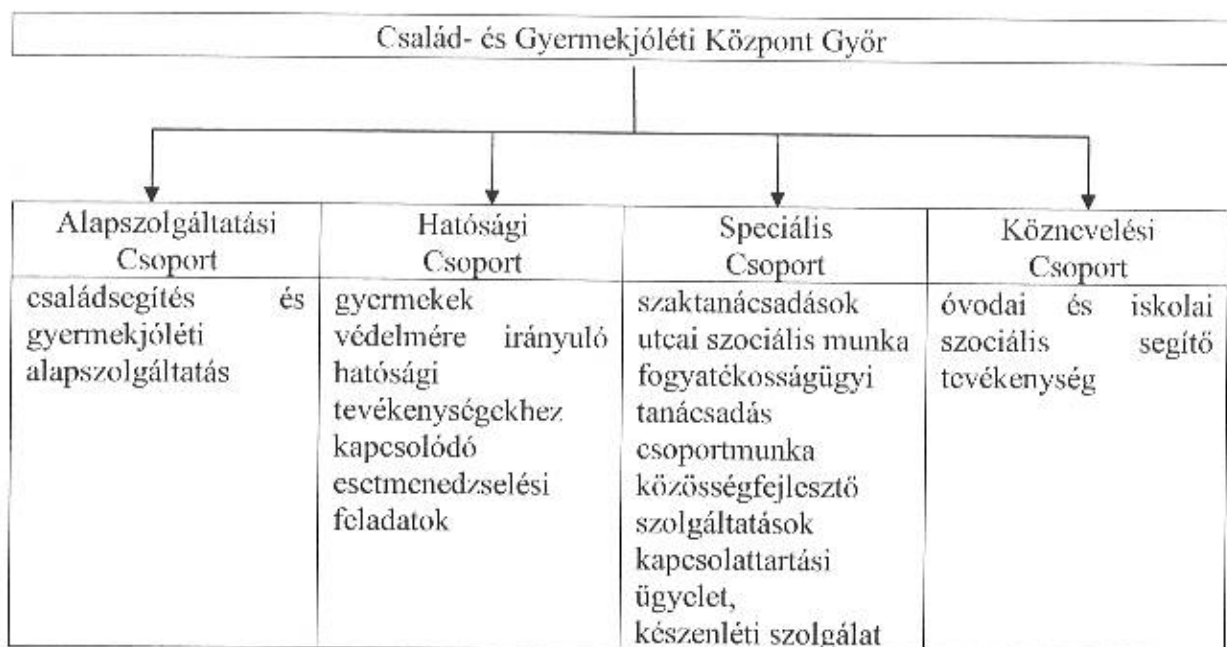 Család- és Gyermekjóléti Központ Győr
Alapszolgáltatási
Csoport
családsegítés és
gyermekjóléti
alapszolgáltatás
Hatósági
Csoport
gyermekek
védelmére irányuló
hatósági
tevékenységekhez
kapcsolódó
esetmenedzselési
feladatok
Speciális
Csoport
szaktanácsadások
utcai szociális munka
fogyatékosságügyi
tanácsadás
csoportmunka
közösségfejlesztő
szolgáltatások
kapcsolattartási
ügyelet,
készenléti szolgálat
Köznevelési
Csoport
óvodai és iskolai
szociális segítő
tevékenység